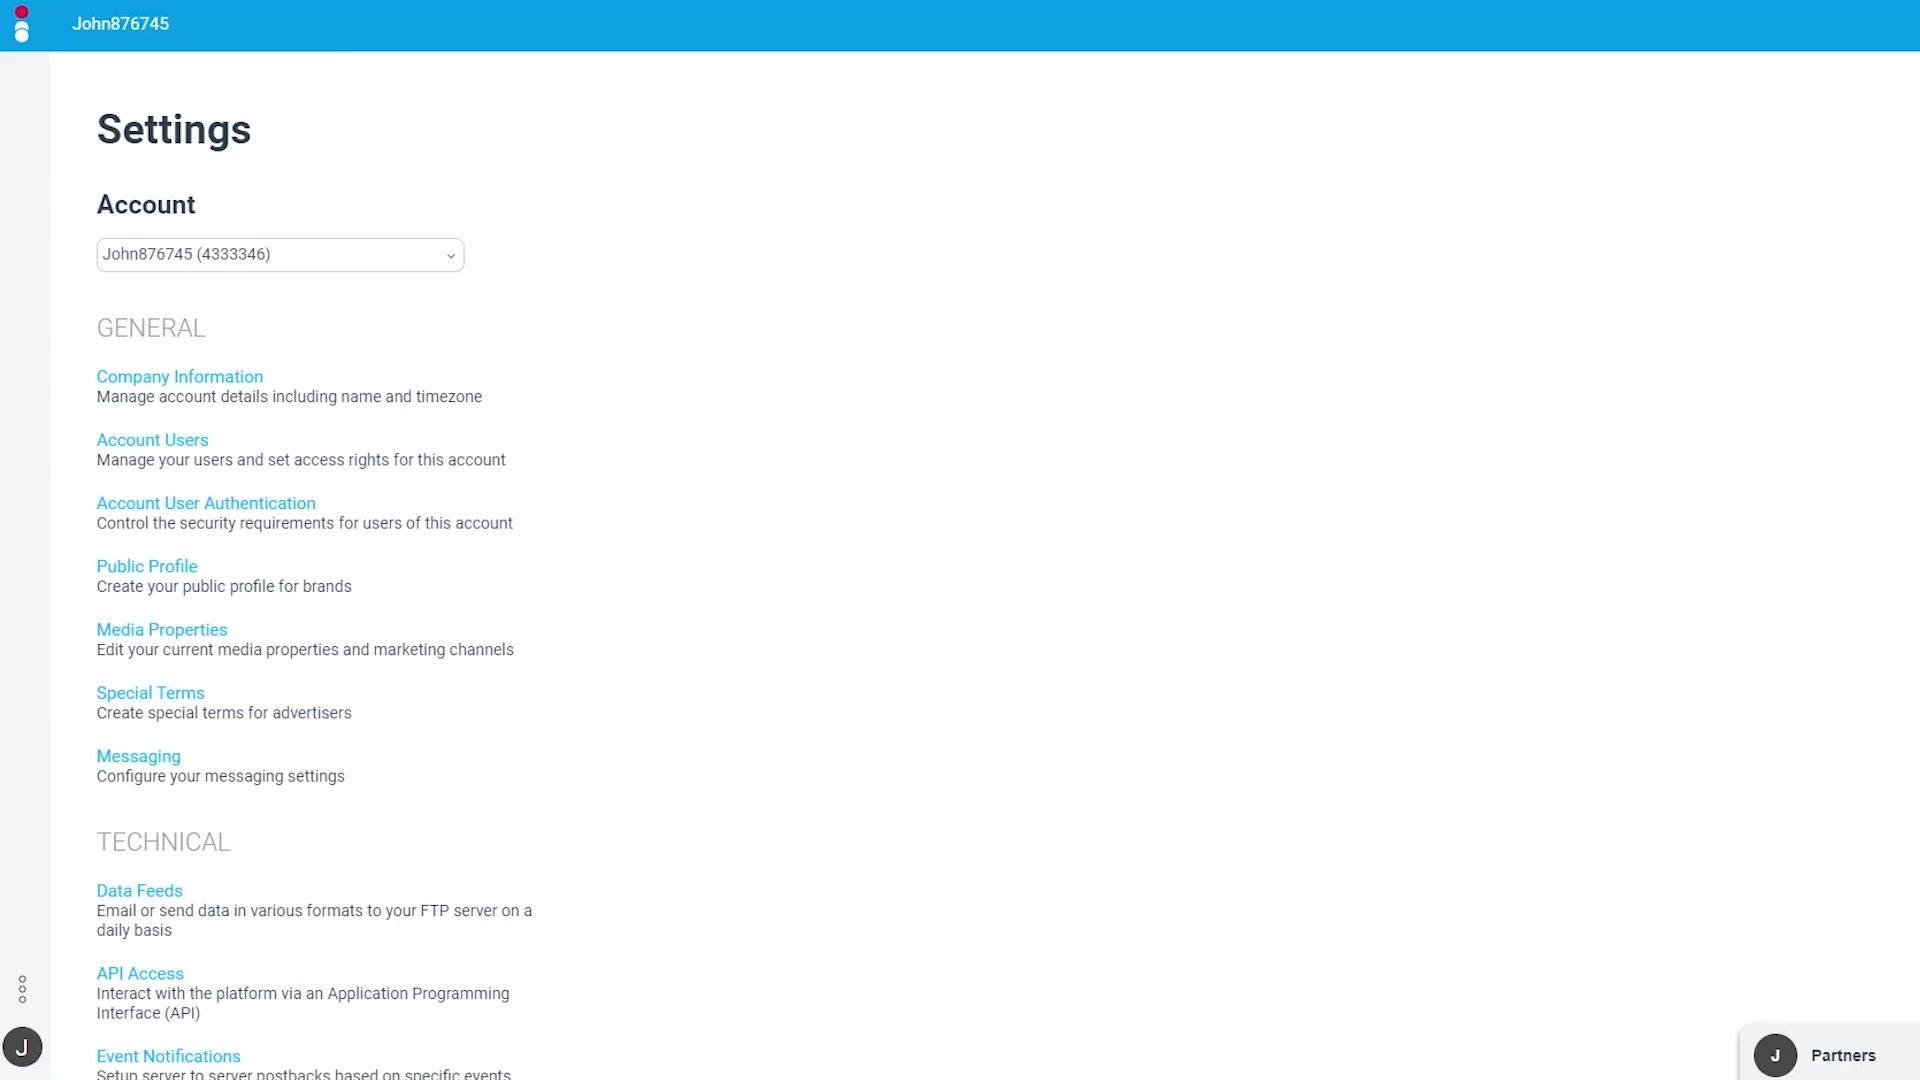 John876745
Settings
Account
John876745 (4333346)
GENERAL
Company Information
Manage account details including name and timezone
Account Users
Manage your users and set access rights for this account
Account User Authentication
Control the security requirements for users of this account
Public Profile
Create your public profile for brands
Media Properties
Edit your current media properties and marketing channels
Special Terms
Create special terms for advertisers
Messaging
Configure your messaging settings
TECHNICAL
Data Feeds
Email or send data in various formats to your FTP server on a
daily basis
API Access
Interact with the platform via an Application Programming
Interface (API)
Event Notifications
Setup server to server postbacks based on specific events
J
J Partners